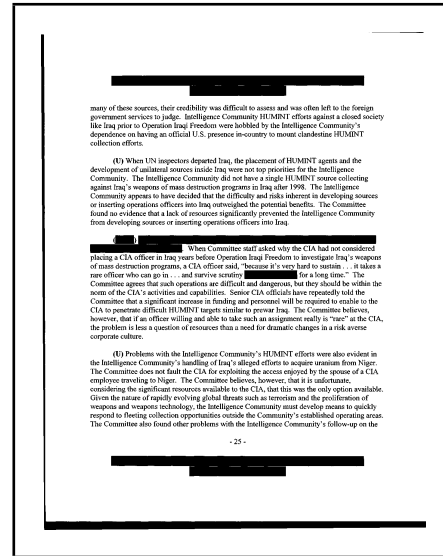 many of these sources, their credibility was difficult to assess and was often left to the foreign
government services to judge. Intelligence Community HUMINT efforts against a closed society
like Iraq prior to Operation Iraqi Freedom were hobbled by the Intelligence Community's
dependence on having an official U.S. presence in-country to mount clandestine HUMINT
collection efforts.
(U) When UN inspectors departed Iraq, the placement of HUMINT agents and the
development of unilateral sources inside Iraq were not top priorities for the Intelligence
Community. The Intelligence Community did not have a single HUMINT source collecting
against Iraq's weapons of mass destruction programs in Iraq after 1998. The Intelligence
Community appears to have decided that the difficulty and risks inherent in developing sources
or inserting operations officers into Iraq outweighed the potential benefits. The Committee
found no evidence that a lack of resources significantly prevented the Intelligence Community
from developing sources or inserting operations officers into Iraq.
( )
. When Committee staff asked why the CIA had not considered
placing a CIA officer in Iraq years before Operation Iraqi Freedom to investigate Iraq's weapons
of mass destruction programs, a CIA officer said, "because it's very hard to sustain . . . it takes a
rare officer who can go in . . . and survive scrutiny for a long time." The
Committee agrees that such operations are difficult and dangerous, but they should be within the
norm of the CIA's activities and capabilities. Senior CIA officials have repeatedly told the
Committee that a significant increase in funding and personnel will be required to enable to the
CIA to penetrate difficult HUMINT targets similar to prewar Iraq. The Committee believes,
however, that if an officer willing and able to take such an assignment really is "rare" at the CIA,
the problem is less a question of resources than a need for dramatic changes in a risk averse
corporate culture.
(U) Problems with the Intelligence Community's HUMINT efforts were also evident in
the Intelligence Community's handling of Iraq's alleged efforts to acquire uranium from Niger.
The Committee does not fault the CIA for exploiting the access enjoyed by the spouse of a CIA
employee traveling to Niger. The Committee believes, however, that it is unfortunate,
considering the significant resources available to the CIA, that this was the only option available.
Given the nature of rapidly evolving global threats such as terrorism and the proliferation of
weapons and weapons technology, the Intelligence Community must develop means to quickly
respond to fleeting collection opportunities outside the Community's established operating areas.
The Committee also found other problems with the Intelligence Community's follow-up on the
- 25 -